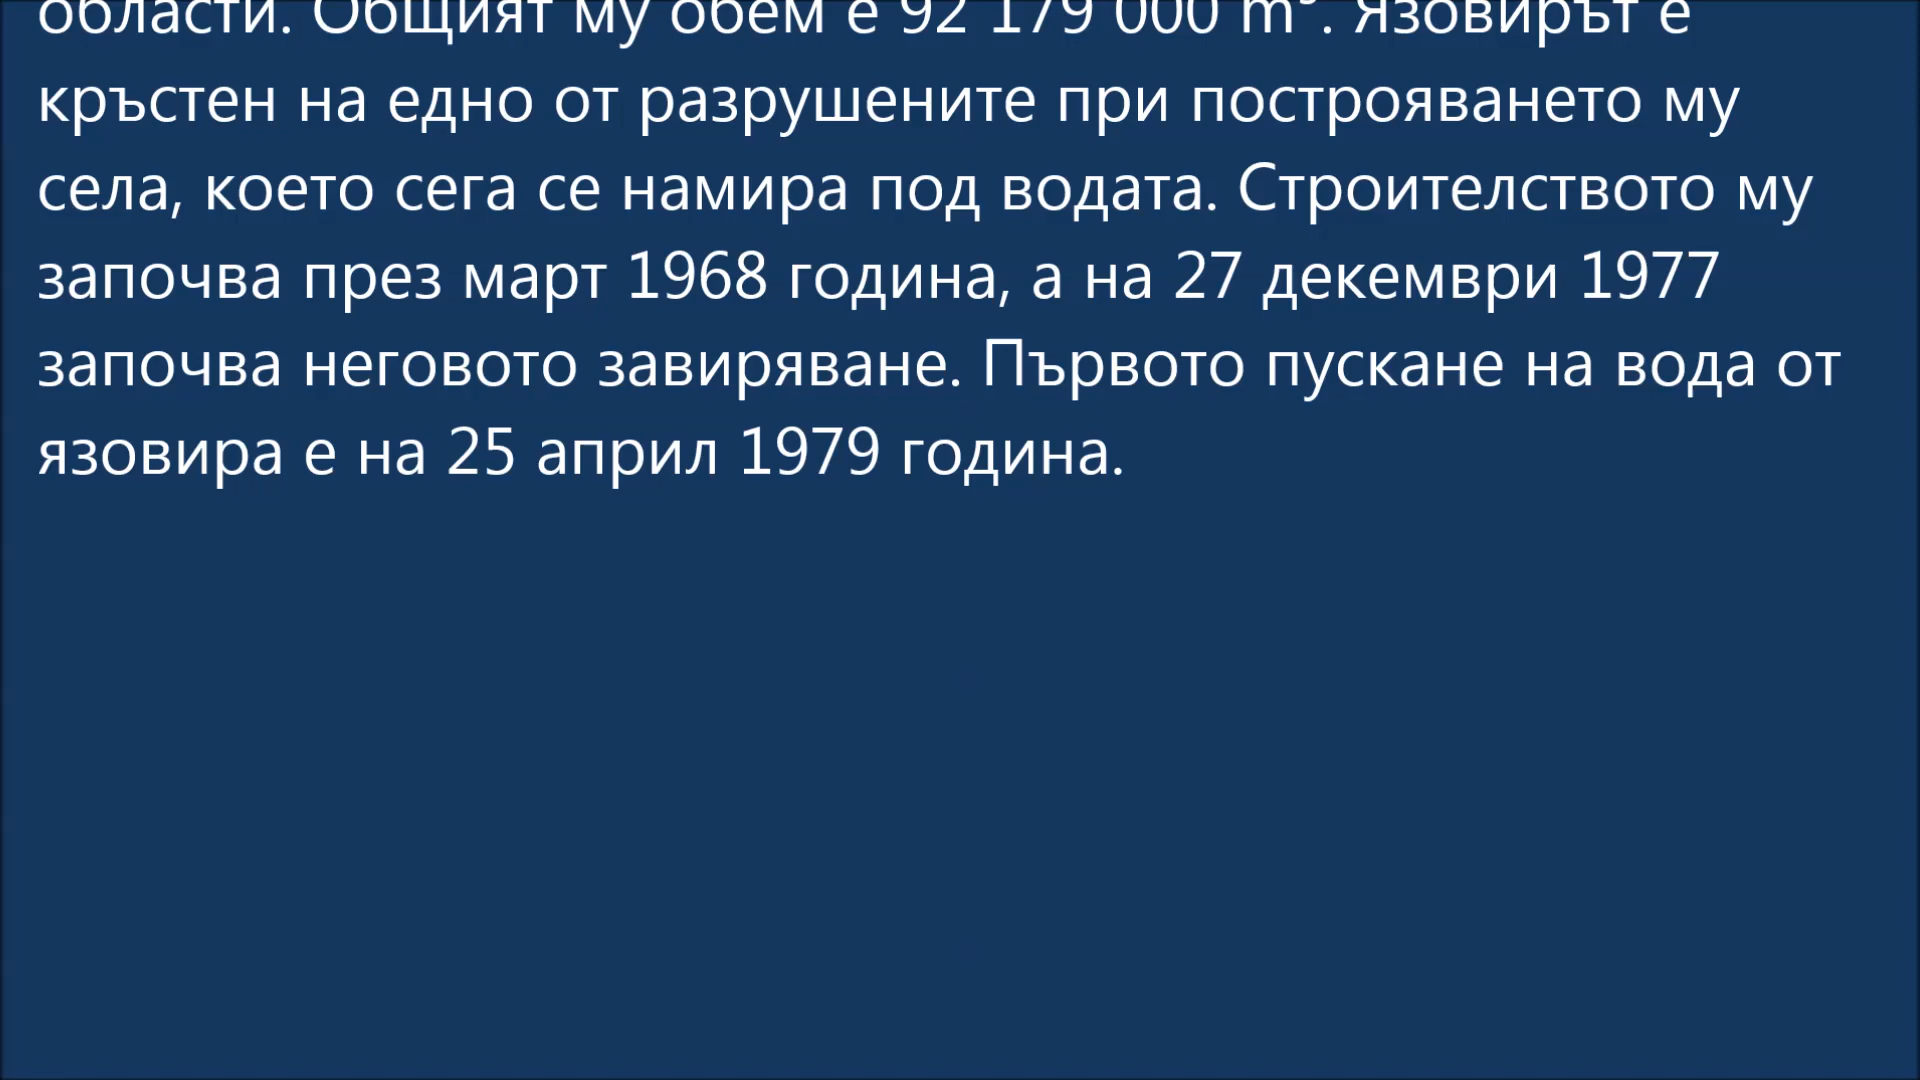 области. Общият му обем е 92 179 000 m³. Язовирът е
кръстен на едно от разрушените при построяването му
села, което сега се намира под водата. Строителството му
започва през март 1968 година, а на 27 декември 1977
започва неговото завиряване. Първото пускане на вода от
язовира е на 25 април 1979 година.